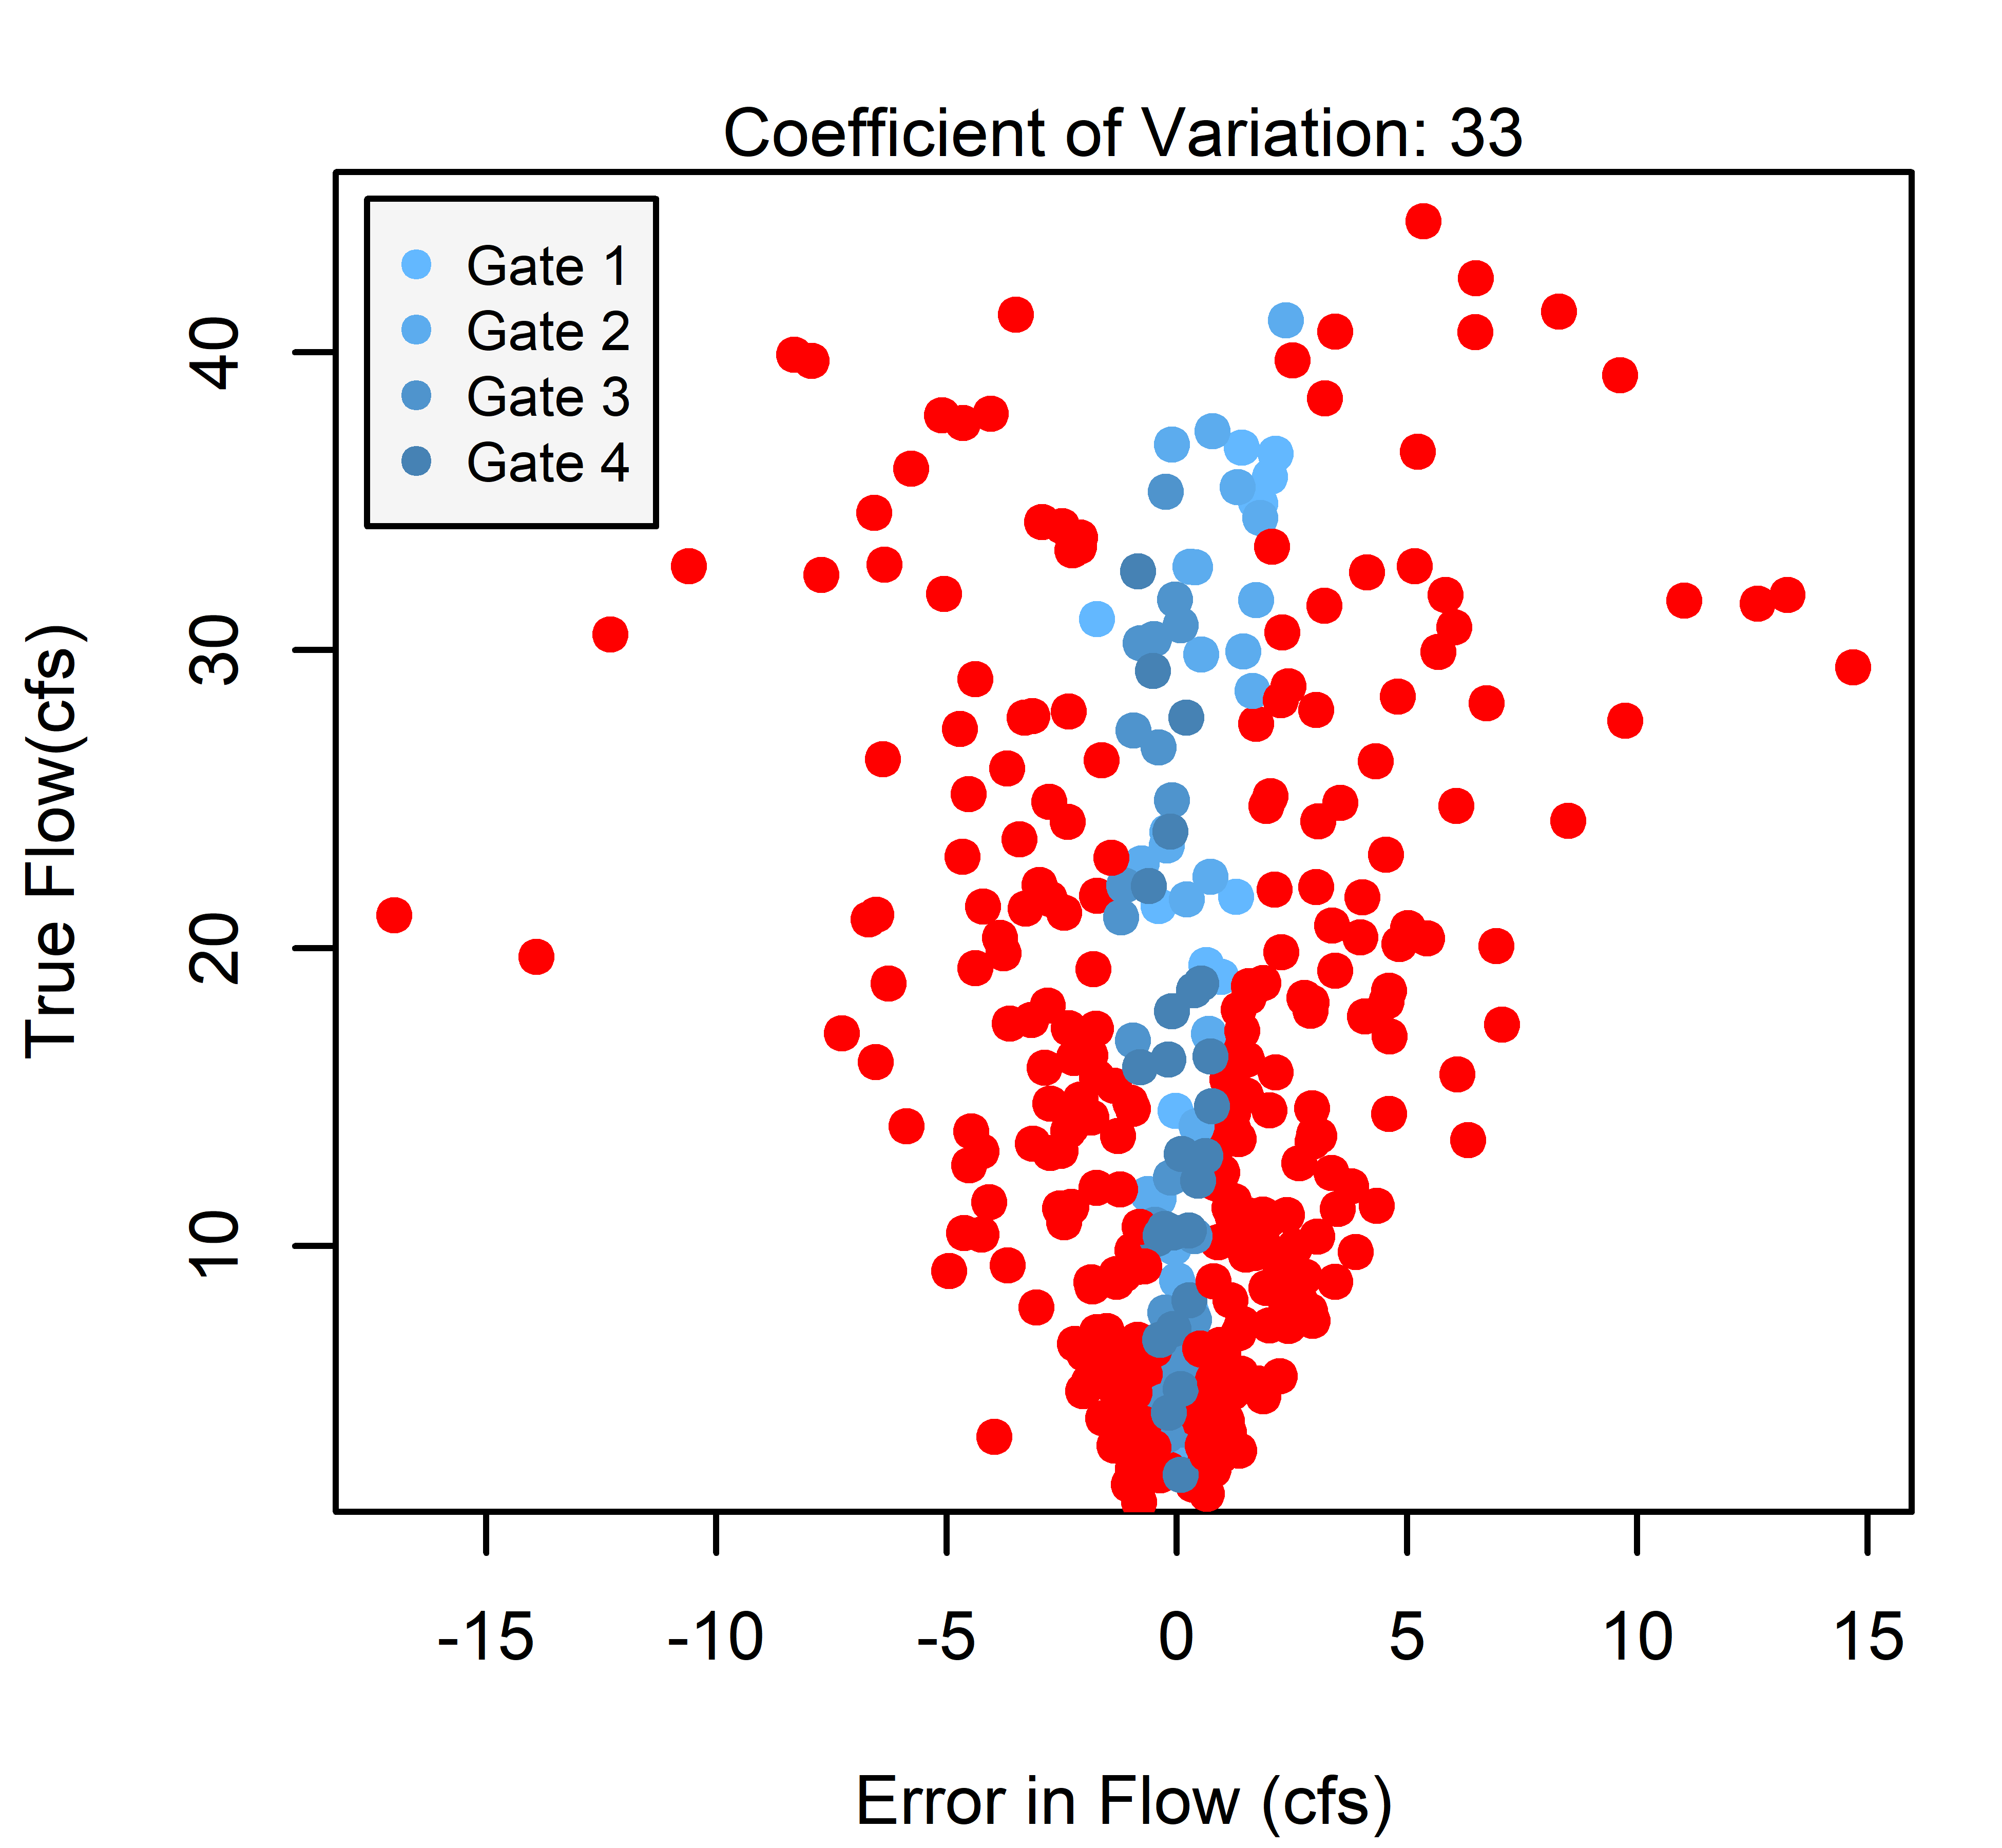 Coefficient of Variation: 33
Gate 1
Gate 2
Gate 3
Gate 4
True Flow(cfs)
40
30
20
10
-15 -10 -5 0 5 10 15
Error in Flow (cfs)